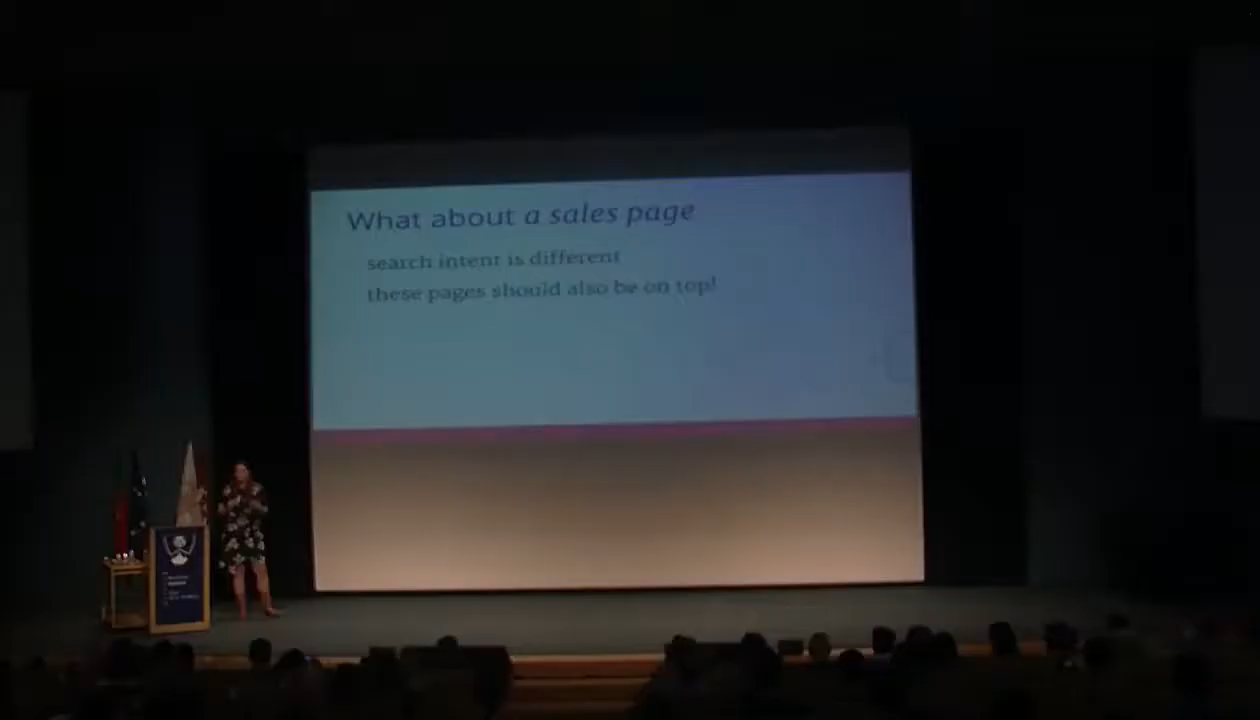 What about a sales page
search intent is different
these pages should also be on top!